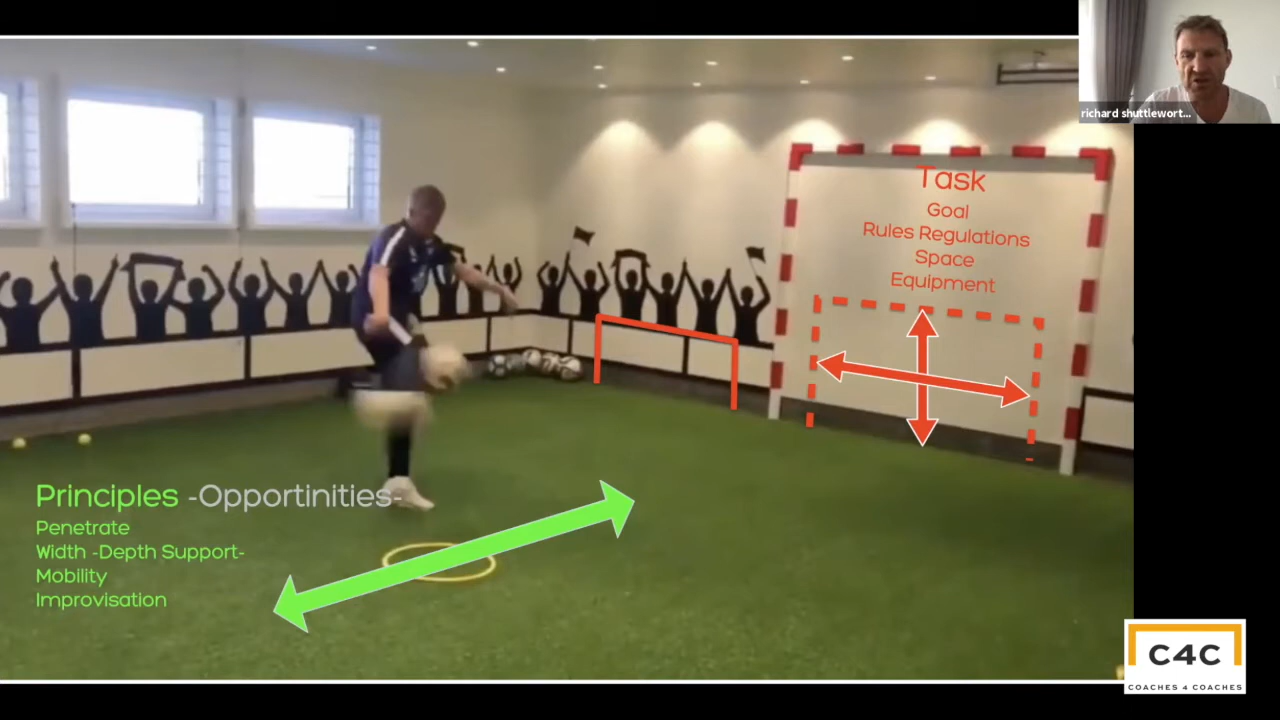 richard shuttlewort...
Task
Goal
Rules Regulations
Space
Equipment
Principles -Opportinities-
Penetrate
Width -Depth Support-
Mobility
Improvisation
C4C
COACHES 4 COACHES